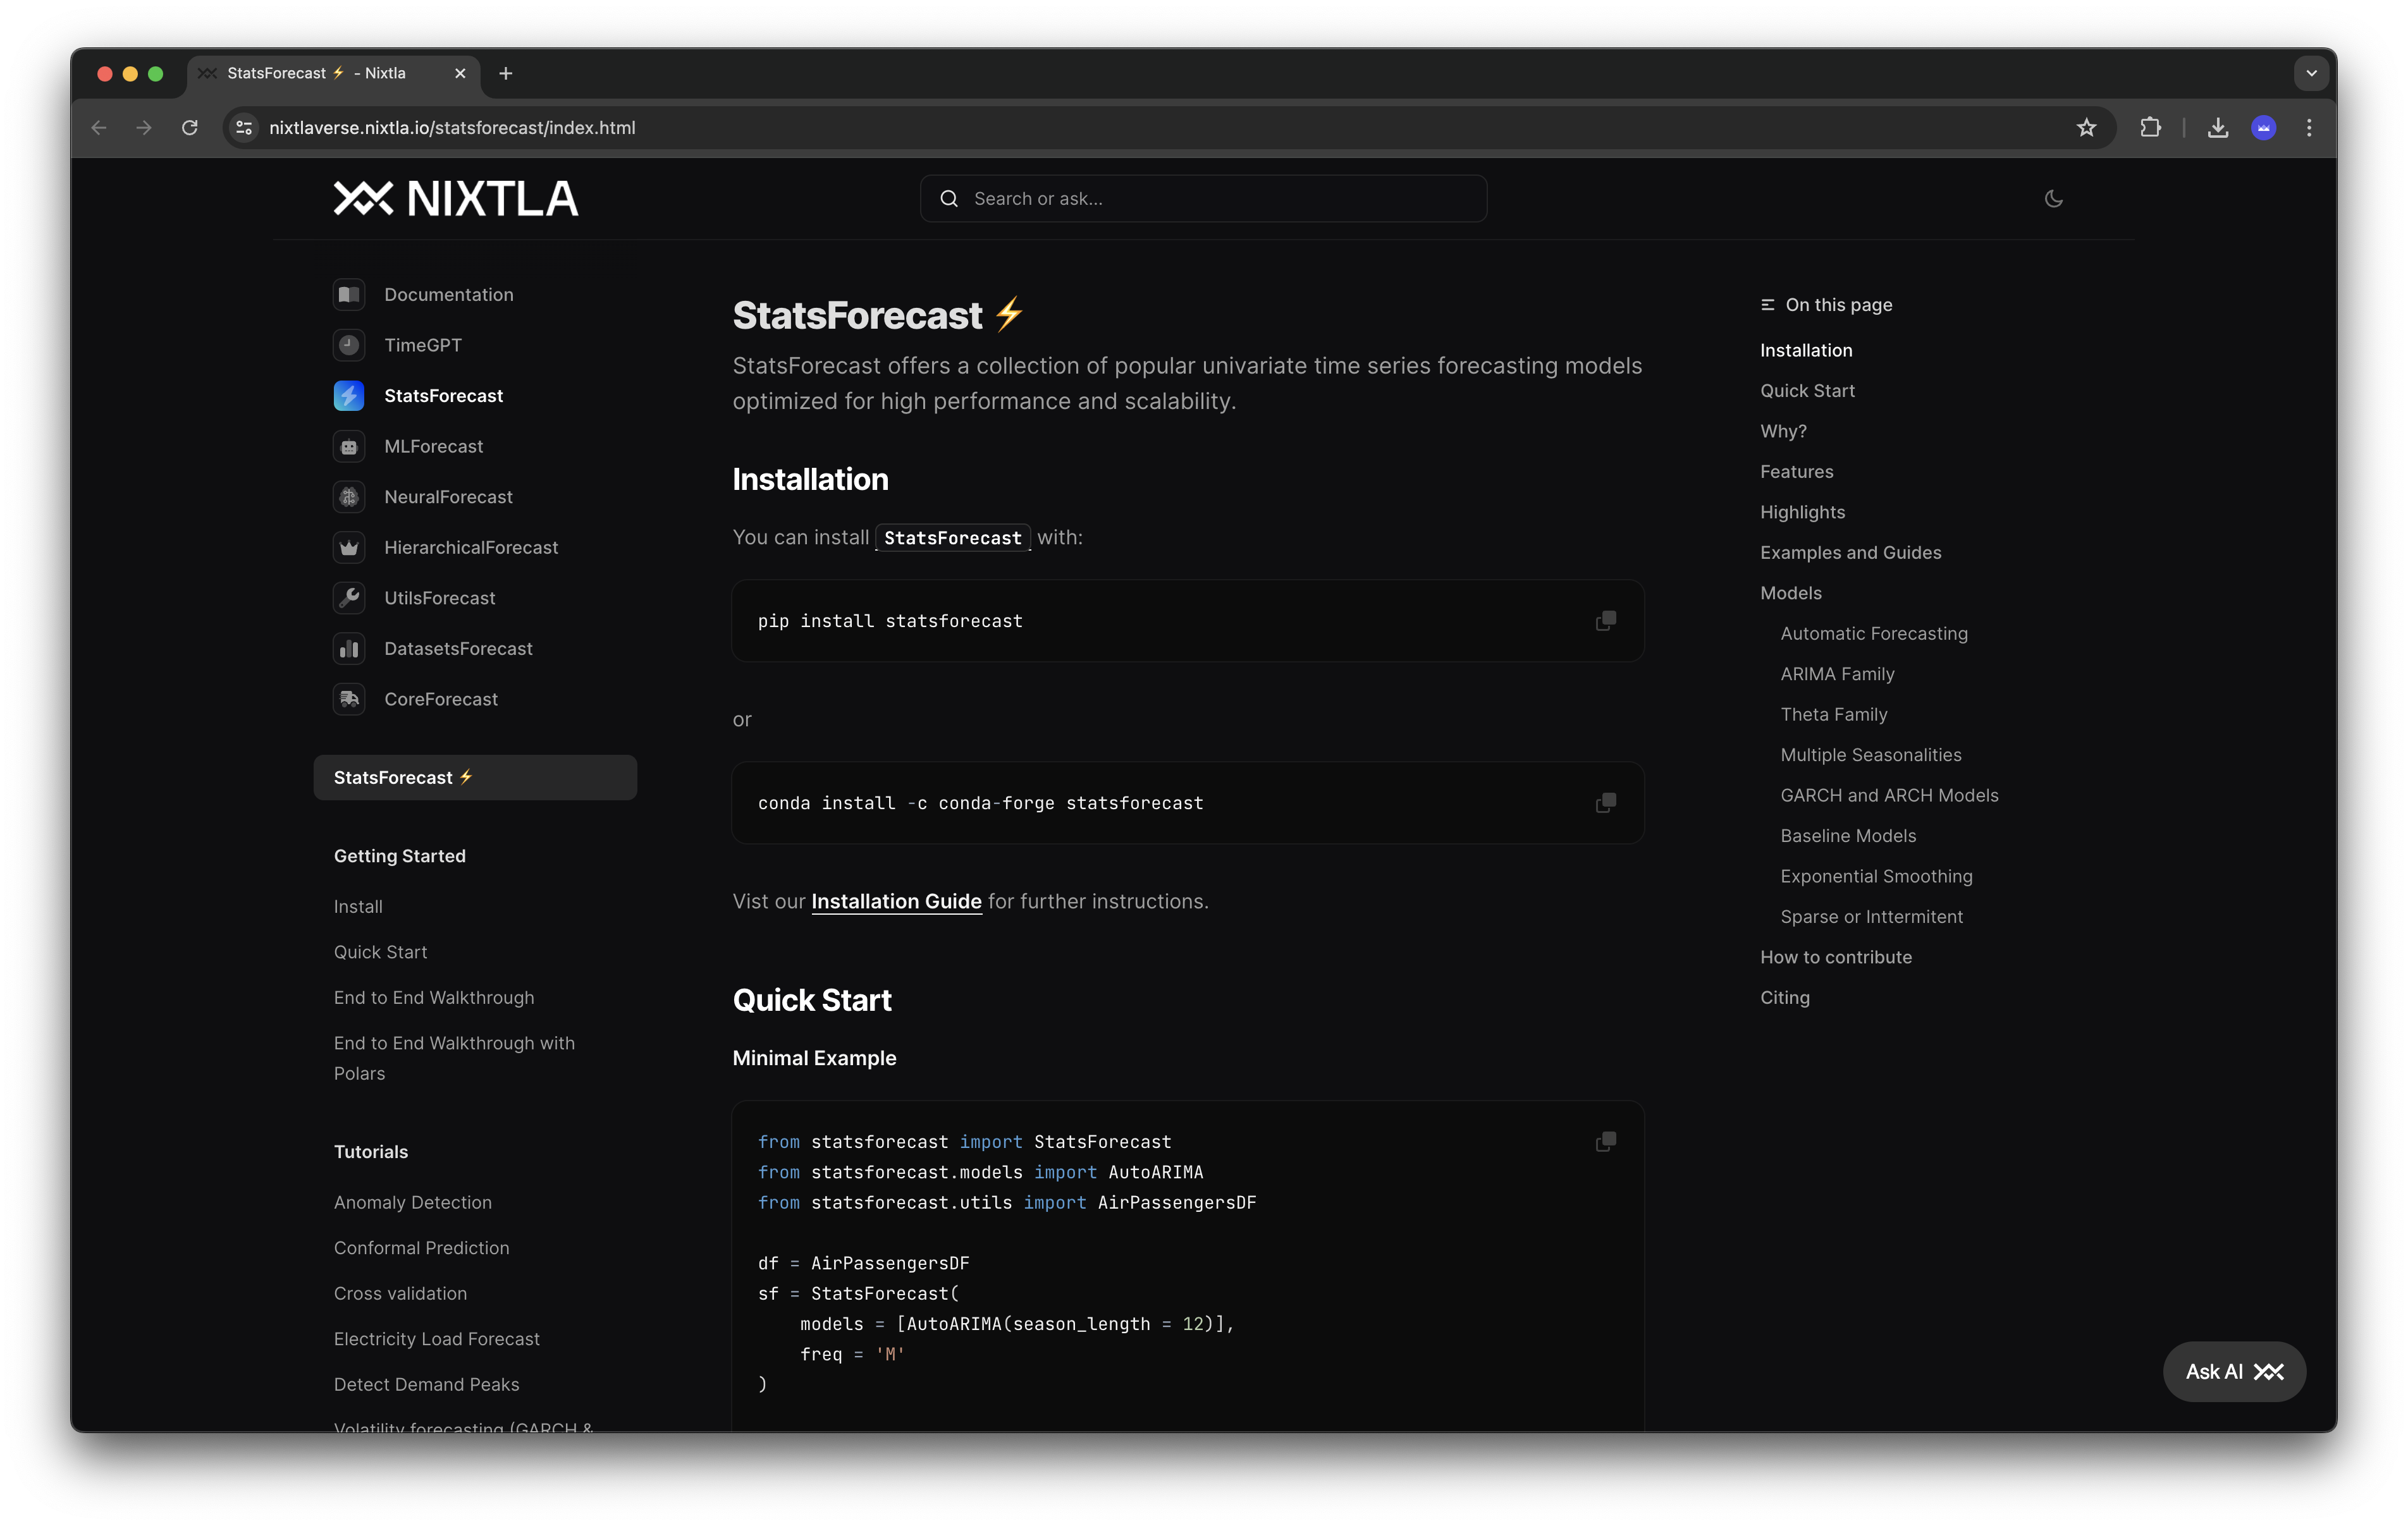 StatsForecast ⚡ - Nixtla
nixtlaverse.nixtla.io/statsforecast/index.html
NIXTLA
Search or ask...
Documentation
TimeGPT
StatsForecast
MLForecast
NeuralForecast
HierarchicalForecast
UtilsForecast
DatasetsForecast
CoreForecast
StatsForecast ⚡
Getting Started
Install
Quick Start
End to End Walkthrough
End to End Walkthrough with
Polars
Tutorials
Anomaly Detection
Conformal Prediction
Cross validation
Electricity Load Forecast
Detect Demand Peaks
Volatility forecasting (GARCH &
StatsForecast ⚡
StatsForecast offers a collection of popular univariate time series forecasting models
optimized for high performance and scalability.
Installation
You can install StatsForecast with:
pip install statsforecast
or
conda install -c conda-forge statsforecast
Vist our Installation Guide for further instructions.
Quick Start
Minimal Example
from statsforecast import StatsForecast
from statsforecast.models import AutoARIMA
from statsforecast.utils import AirPassengersDF
df = AirPassengersDF
sf = StatsForecast(
    models = [AutoARIMA(season_length = 12)],
    freq = 'M'
)
On this page
Installation
Quick Start
Why?
Features
Highlights
Examples and Guides
Models
Automatic Forecasting
ARIMA Family
Theta Family
Multiple Seasonalities
GARCH and ARCH Models
Baseline Models
Exponential Smoothing
Sparse or Inttermitent
How to contribute
Citing
Ask AI